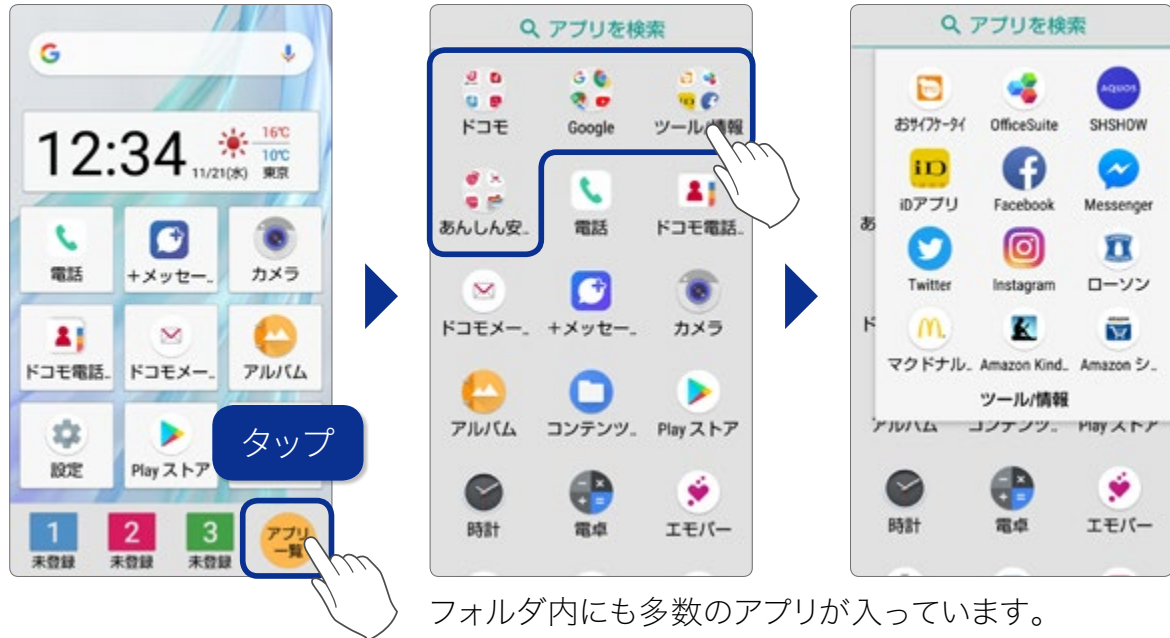 12:34
16℃
10℃
11/21(水) 東京
電話
+メッセー..
カメラ
ドコモ電話..
ドコモメー..
アルバム
設定
Play ストア
タップ
1
2
3
アプリ
一覧
未登録
未登録
未登録
アプリを検索
ドコモ
Google
ツール/情報
あんしん安..
電話
ドコモ電話..
ドコモメー..
+メッセー..
カメラ
アルバム
コンテンツ..
Play ストア
時計
電卓
エモパー
アプリを検索
おサイフケータイ
OfficeSuite
AQUOS
SHSHOW
iD
iDアプリ
Facebook
Messenger
Twitter
Instagram
ローソン
マクドナル..
Amazon Kind..
Amazon シ..
ツール/情報
あ
ド
アルバム
コンテンツ..
Play ストア
時計
電卓
エモパー
フォルダ内にも多数のアプリが入っています。